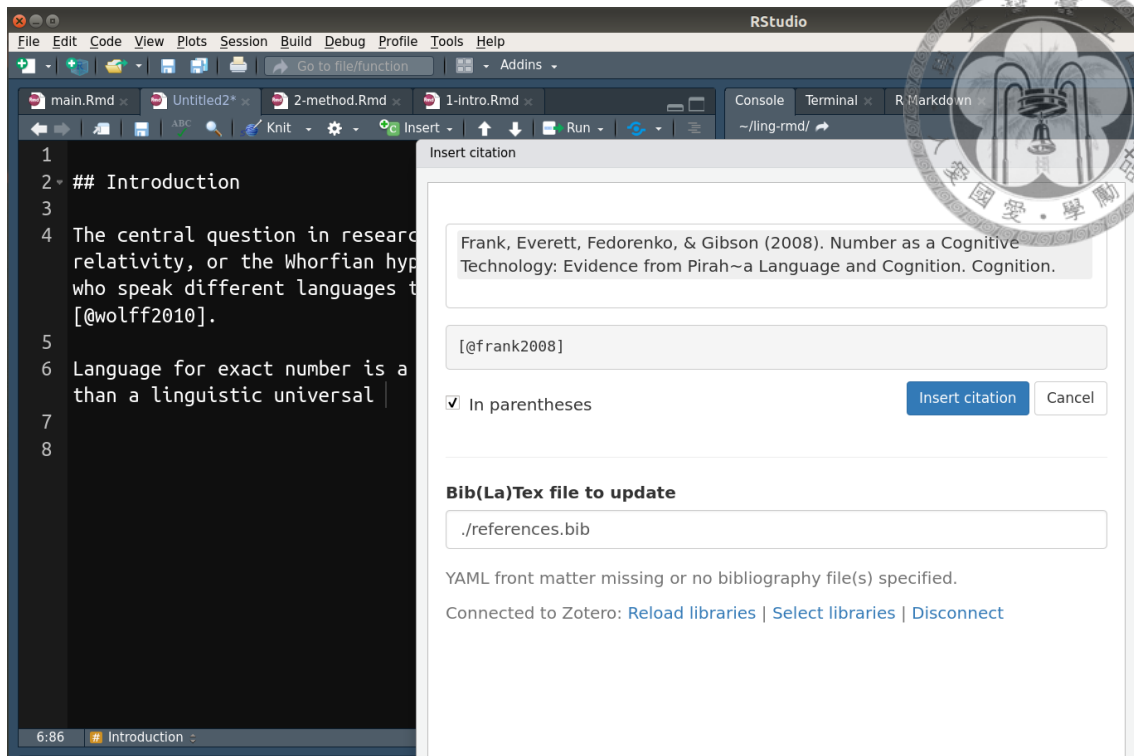 RStudio
File Edit Code View Plots Session Build Debug Profile Tools Help
Go to file/function
Addins
main.Rmd
Untitled2*
2-method.Rmd
1-intro.Rmd
Console
Terminal
R Markdown
ABC
Knit
Insert
Run
~/ling-rmd/
Insert citation
1
2 ## Introduction
3
4 The central question in researc
relativity, or the Whorfian hyp
who speak different languages t
[@wolff2010].
5
6 Language for exact number is a
than a linguistic universal
7
8
Frank, Everett, Fedorenko, & Gibson (2008). Number as a Cognitive
Technology: Evidence from Pirah~a Language and Cognition. Cognition.
[@frank2008]
In parentheses
Insert citation
Cancel
Bib(La)Tex file to update
./references.bib
YAML front matter missing or no bibliography file(s) specified.
Connected to Zotero: Reload libraries | Select libraries | Disconnect
6:86
# Introduction
愛國愛・學勵